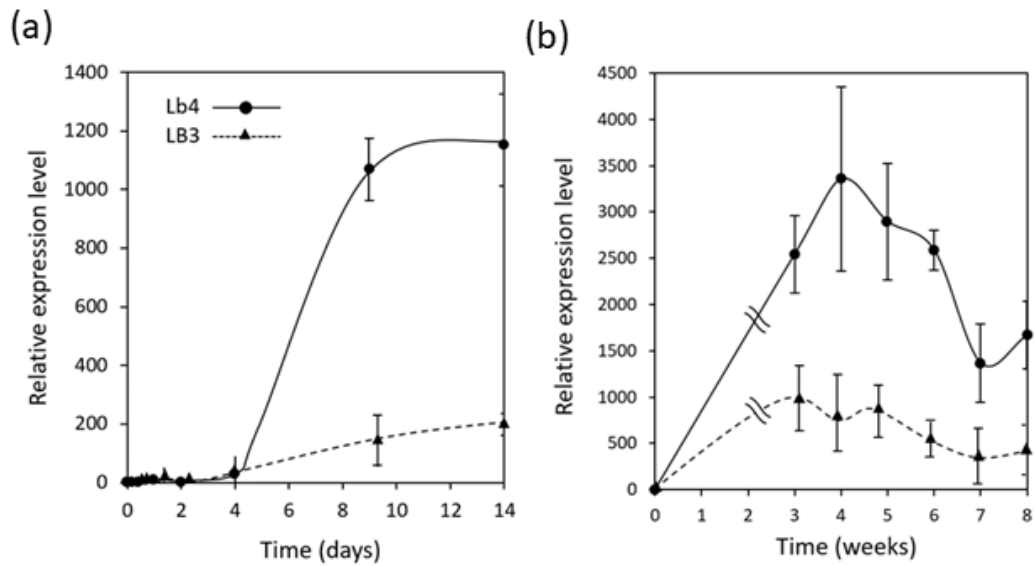 (a)
(b)
1400
1200
1000
800
600
400
200
0
Lb4
LB3
Relative expression level
0 2 4 6 8 10 12 14
Time (days)
4500
4000
3500
3000
2500
2000
1500
1000
500
0
Relative expression level
0 1 2 3 4 5 6 7 8
Time (weeks)